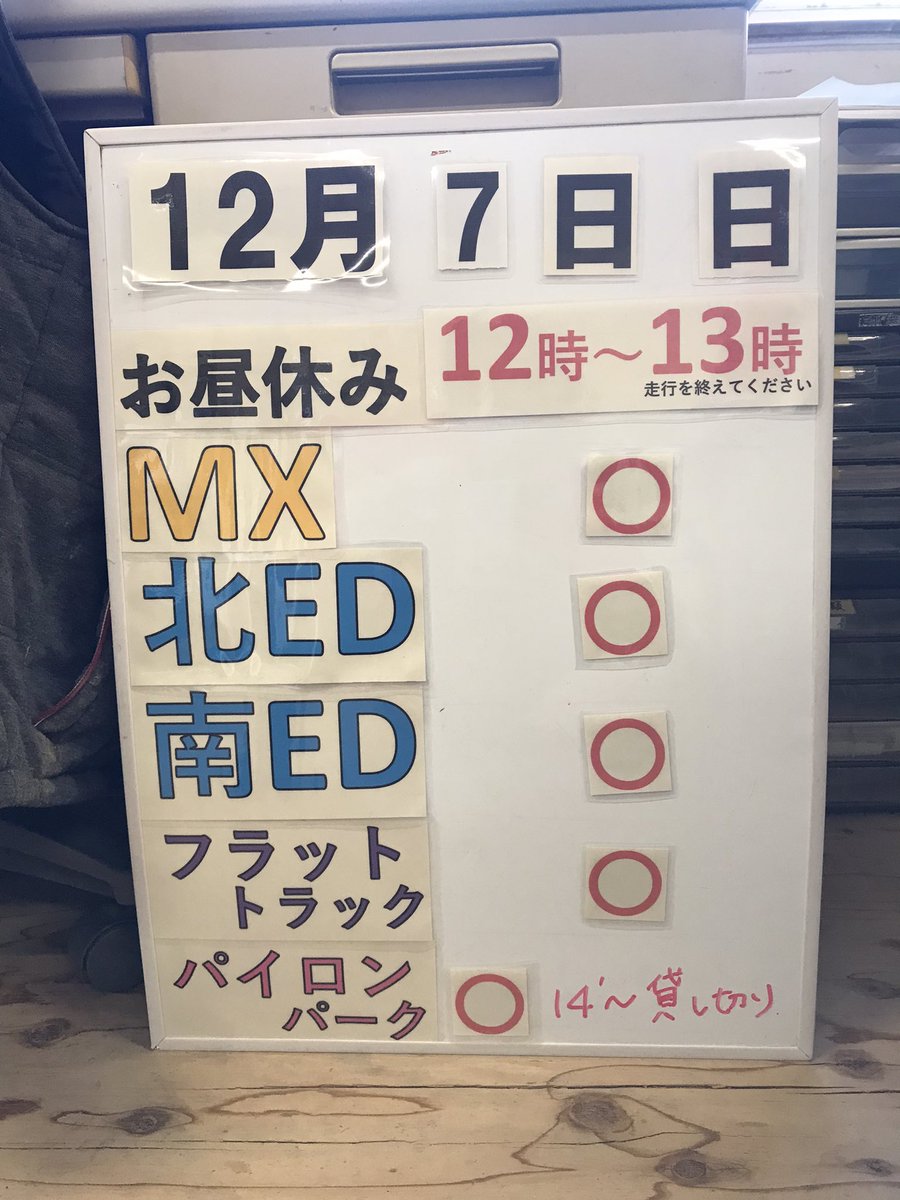 12月 7 日 日
お昼休み 12時～13時
走行を終えてください
MX ○
北ED ○
南ED ○
フラット
トラック ○
パイロン
パーク ○ 14'～貸し切り